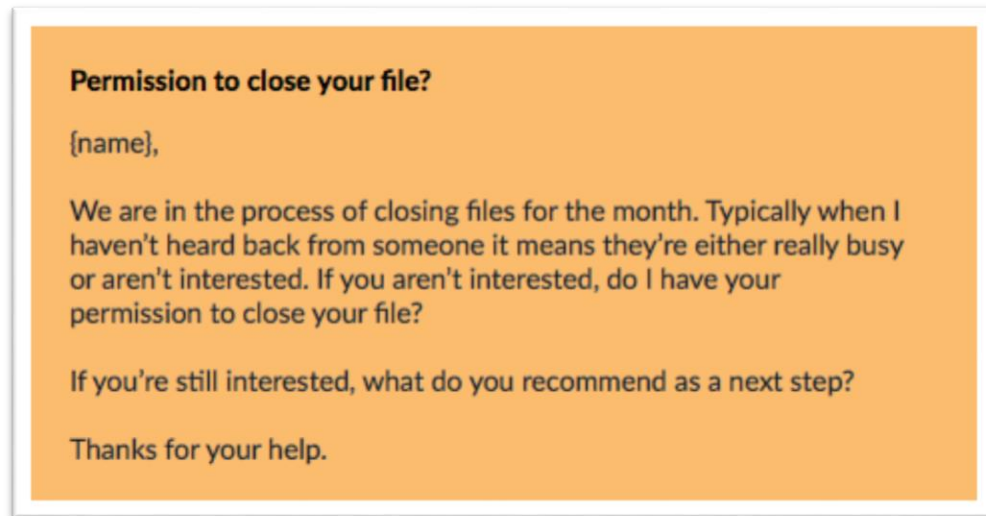 Permission to close your file?
{name},
We are in the process of closing files for the month. Typically when I
haven’t heard back from someone it means they’re either really busy
or aren't interested. If you aren’t interested, do I have your
permission to close your file?
If you’re still interested, what do you recommend as a next step?
Thanks for your help.